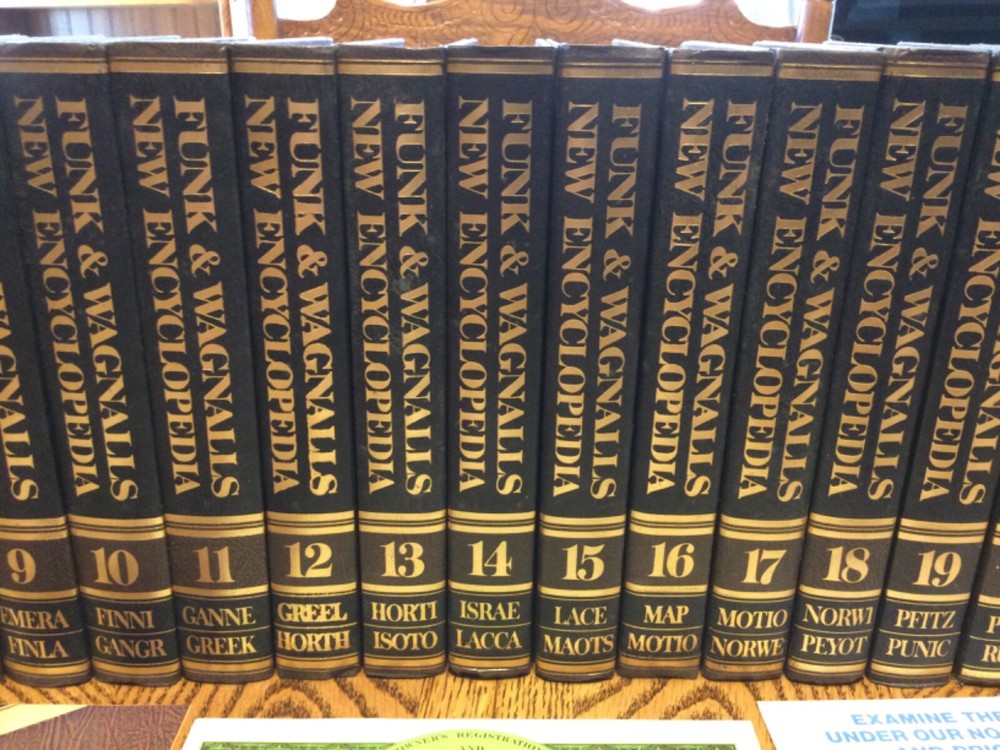 WAGNALLS
9
EMERA
FINLA
FUNK & WAGNALLS
NEW ENCYCLOPEDIA
10
FINNI
GANGR
FUNK & WAGNALLS
NEW ENCYCLOPEDIA
11
GANNE
GREEK
FUNK & WAGNALLS
NEW ENCYCLOPEDIA
12
GREEL
HORTH
FUNK & WAGNALLS
NEW ENCYCLOPEDIA
13
HORTI
ISOTO
FUNK & WAGNALLS
NEW ENCYCLOPEDIA
14
ISRAE
LACCA
FUNK & WAGNALLS
NEW ENCYCLOPEDIA
15
LACE
MAOTS
FUNK & WAGNALLS
NEW ENCYCLOPEDIA
16
MAP
MOTIO
FUNK & WAGNALLS
NEW ENCYCLOPEDIA
17
MOTIO
NORWE
FUNK & WAGNALLS
NEW ENCYCLOPEDIA
18
NORWI
PEYOT
FUNK & WAGNALLS
NEW ENCYCLOPEDIA
19
PFITZ
PUNIC
OWNER'S REGISTRATION
AND
EXAMINE THE
UNDER OUR NO